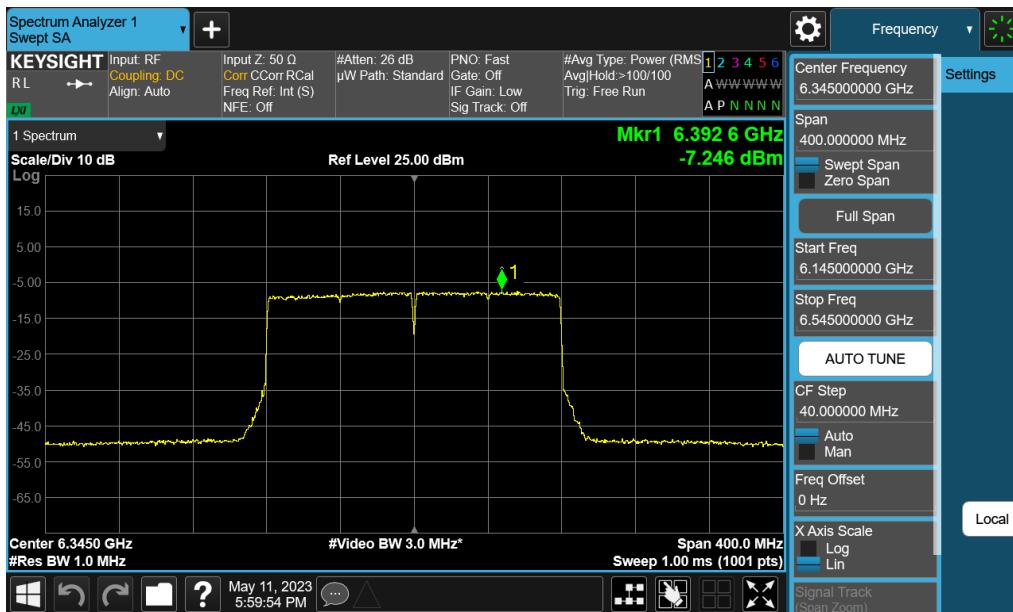 Spectrum Analyzer 1
Swept SA
+
Frequency
KEYSIGHT
R L
LXI
Input: RF
Coupling: DC
Align: Auto
Input Z: 50 Ω
Corr CCorr RCal
Freq Ref: Int (S)
NFE: Off
#Atten: 26 dB
µW Path: Standard
PNO: Fast
Gate: Off
IF Gain: Low
Sig Track: Off
#Avg Type: Power (RMS
Avg|Hold:>100/100
Trig: Free Run
1 2 3 4 5 6
A W W W W W
A P N N N N
1 Spectrum
Mkr1 6.392 6 GHz
Scale/Div 10 dB
Ref Level 25.00 dBm
-7.246 dBm
Log
15.0
5.00
-5.00
-15.0
-25.0
-35.0
-45.0
-55.0
-65.0
1
Center 6.3450 GHz
#Video BW 3.0 MHz*
Span 400.0 MHz
#Res BW 1.0 MHz
Sweep 1.00 ms (1001 pts)
Center Frequency
6.345000000 GHz
Span
400.000000 MHz
Swept Span
Zero Span
Full Span
Start Freq
6.145000000 GHz
Stop Freq
6.545000000 GHz
AUTO TUNE
CF Step
40.000000 MHz
Auto
Man
Freq Offset
0 Hz
X Axis Scale
Log
Lin
Signal Track
(Span Zoom)
Settings
Local
?
May 11, 2023
5:59:54 PM